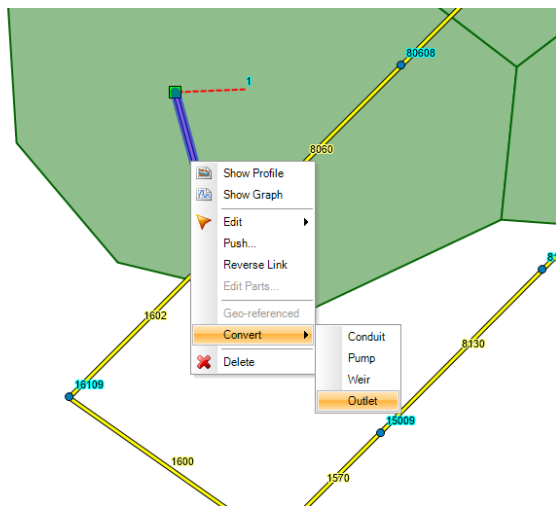 80608
1
8060
Show Profile
Show Graph
Edit
Push...
Reverse Link
Edit Parts...
Geo-referenced
Convert
Delete
Conduit
Pump
Weir
Outlet
81
1602
8130
16109
15009
1600
1570